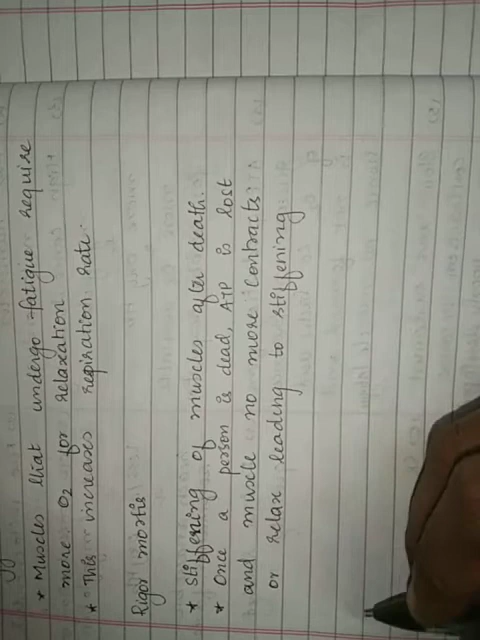 * Muscles that undergo fatigue require
more O2 for relaxation
* This increases respiration rate.
Rigor mortis
* Stiffening of muscles after death.
* Once a person is dead, ATP is lost
and muscle no more contracts
or relax leading to stiffening